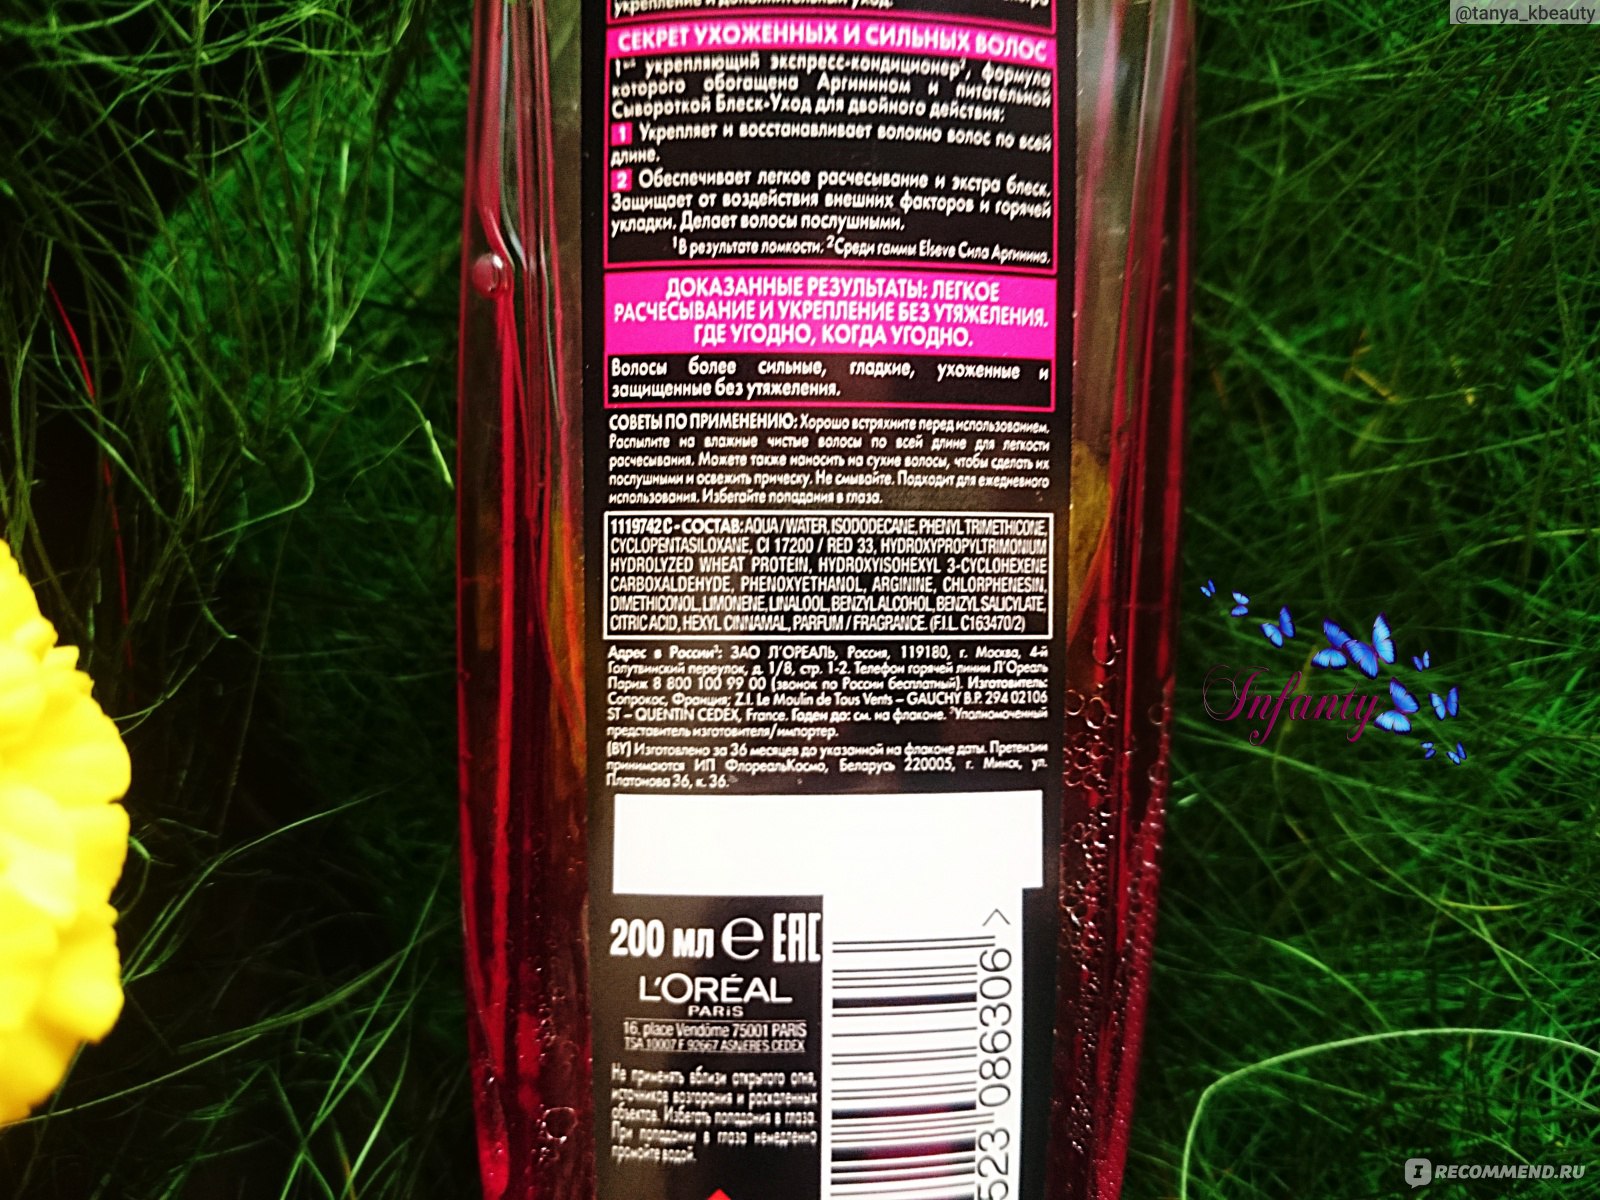 @tanya_kbeauty
укрепление и дополнительный уход.
СЕКРЕТ УХОЖЕННЫХ И СИЛЬНЫХ ВОЛОС
укрепляющий экспресс-кондиционер², формула
которого обогащена Аргинином и питательной
Сывороткой Блеск-Уход для двойного действия:
1 Укрепляет и восстанавливает волокно волос по всей
длине.
2 Обеспечивает легкое расчесывание и экстра блеск.
Защищает от воздействия внешних факторов и горячей
укладки. Делает волосы послушными.
¹В результате ломкости. ²Среди гаммы Elseve Сила Аргинина.
ДОКАЗАННЫЕ РЕЗУЛЬТАТЫ: ЛЕГКОЕ
РАСЧЕСЫВАНИЕ И УКРЕПЛЕНИЕ БЕЗ УТЯЖЕЛЕНИЯ.
ГДЕ УГОДНО, КОГДА УГОДНО.
Волосы более сильные, гладкие, ухоженные и
защищенные без утяжеления.
СОВЕТЫ ПО ПРИМЕНЕНИЮ: Хорошо встряхните перед использованием.
Распылите на влажные чистые волосы по всей длине для легкости
расчесывания. Можете также наносить на сухие волосы, чтобы сделать их
послушными и освежить прическу. Не смывайте. Подходит для ежедневного
использования. Избегайте попадания в глаза.
1119742 C - СОСТАВ: AQUA / WATER, ISODODECANE, PHENYL TRIMETHICONE,
CYCLOPENTASILOXANE, CI 17200 / RED 33, HYDROXYPROPYLTRIMONIUM
HYDROLYZED WHEAT PROTEIN, HYDROXYISOHEXYL 3-CYCLOHEXENE
CARBOXALDEHYDE, PHENOXYETHANOL, ARGININE, CHLORPHENESIN,
DIMETHICONOL, LIMONENE, LINALOOL, BENZYL ALCOHOL, BENZYL SALICYLATE,
CITRIC ACID, HEXYL CINNAMAL, PARFUM / FRAGRANCE. (F.I.L. C163470/2)
Адрес в России³: ЗАО Л'ОРЕАЛЬ, Россия, 119180, г. Москва, 4-й
Голутвинский переулок, д. 1/8, стр. 1-2. Телефон горячей линии Л'Ореаль
Париж 8 800 100 99 00 (звонок по России бесплатный). Изготовитель:
Сопрокос, Франция; Z.I. Le Moulin de Tous Vents – GAUCHY B.P. 294 02106
ST – QUENTIN CEDEX, France. Годен до: см. на флаконе. ³Уполномоченный
представитель изготовителя/импортер.
(BY) Изготовлено за 36 месяцев до указанной на флаконе даты. Претензии
принимаются ИП ФлореальКосмо, Беларусь 220005, г. Минск, ул.
Платонова 36, к. 36.
Infanty
200 мл e EAC
L'ORÉAL
PARIS
16, place Vendôme 75001 PARIS
TSA 10007 F 92667 ASNIERES CEDEX
Не применять вблизи открытого огня,
источников возгорания и раскаленных
объектов. Избегать попадания в глаза.
При попадании в глаза немедленно
промойте водой.
523 086306 >
IRECOMMEND.RU